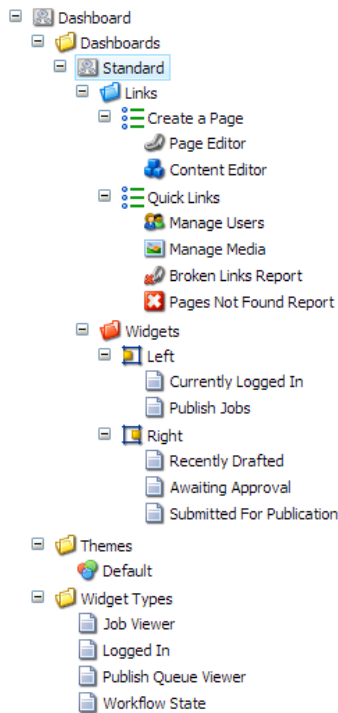 Dashboard
Dashboards
Standard
Links
Create a Page
Page Editor
Content Editor
Quick Links
Manage Users
Manage Media
Broken Links Report
Pages Not Found Report
Widgets
Left
Currently Logged In
Publish Jobs
Right
Recently Drafted
Awaiting Approval
Submitted For Publication
Themes
Default
Widget Types
Job Viewer
Logged In
Publish Queue Viewer
Workflow State